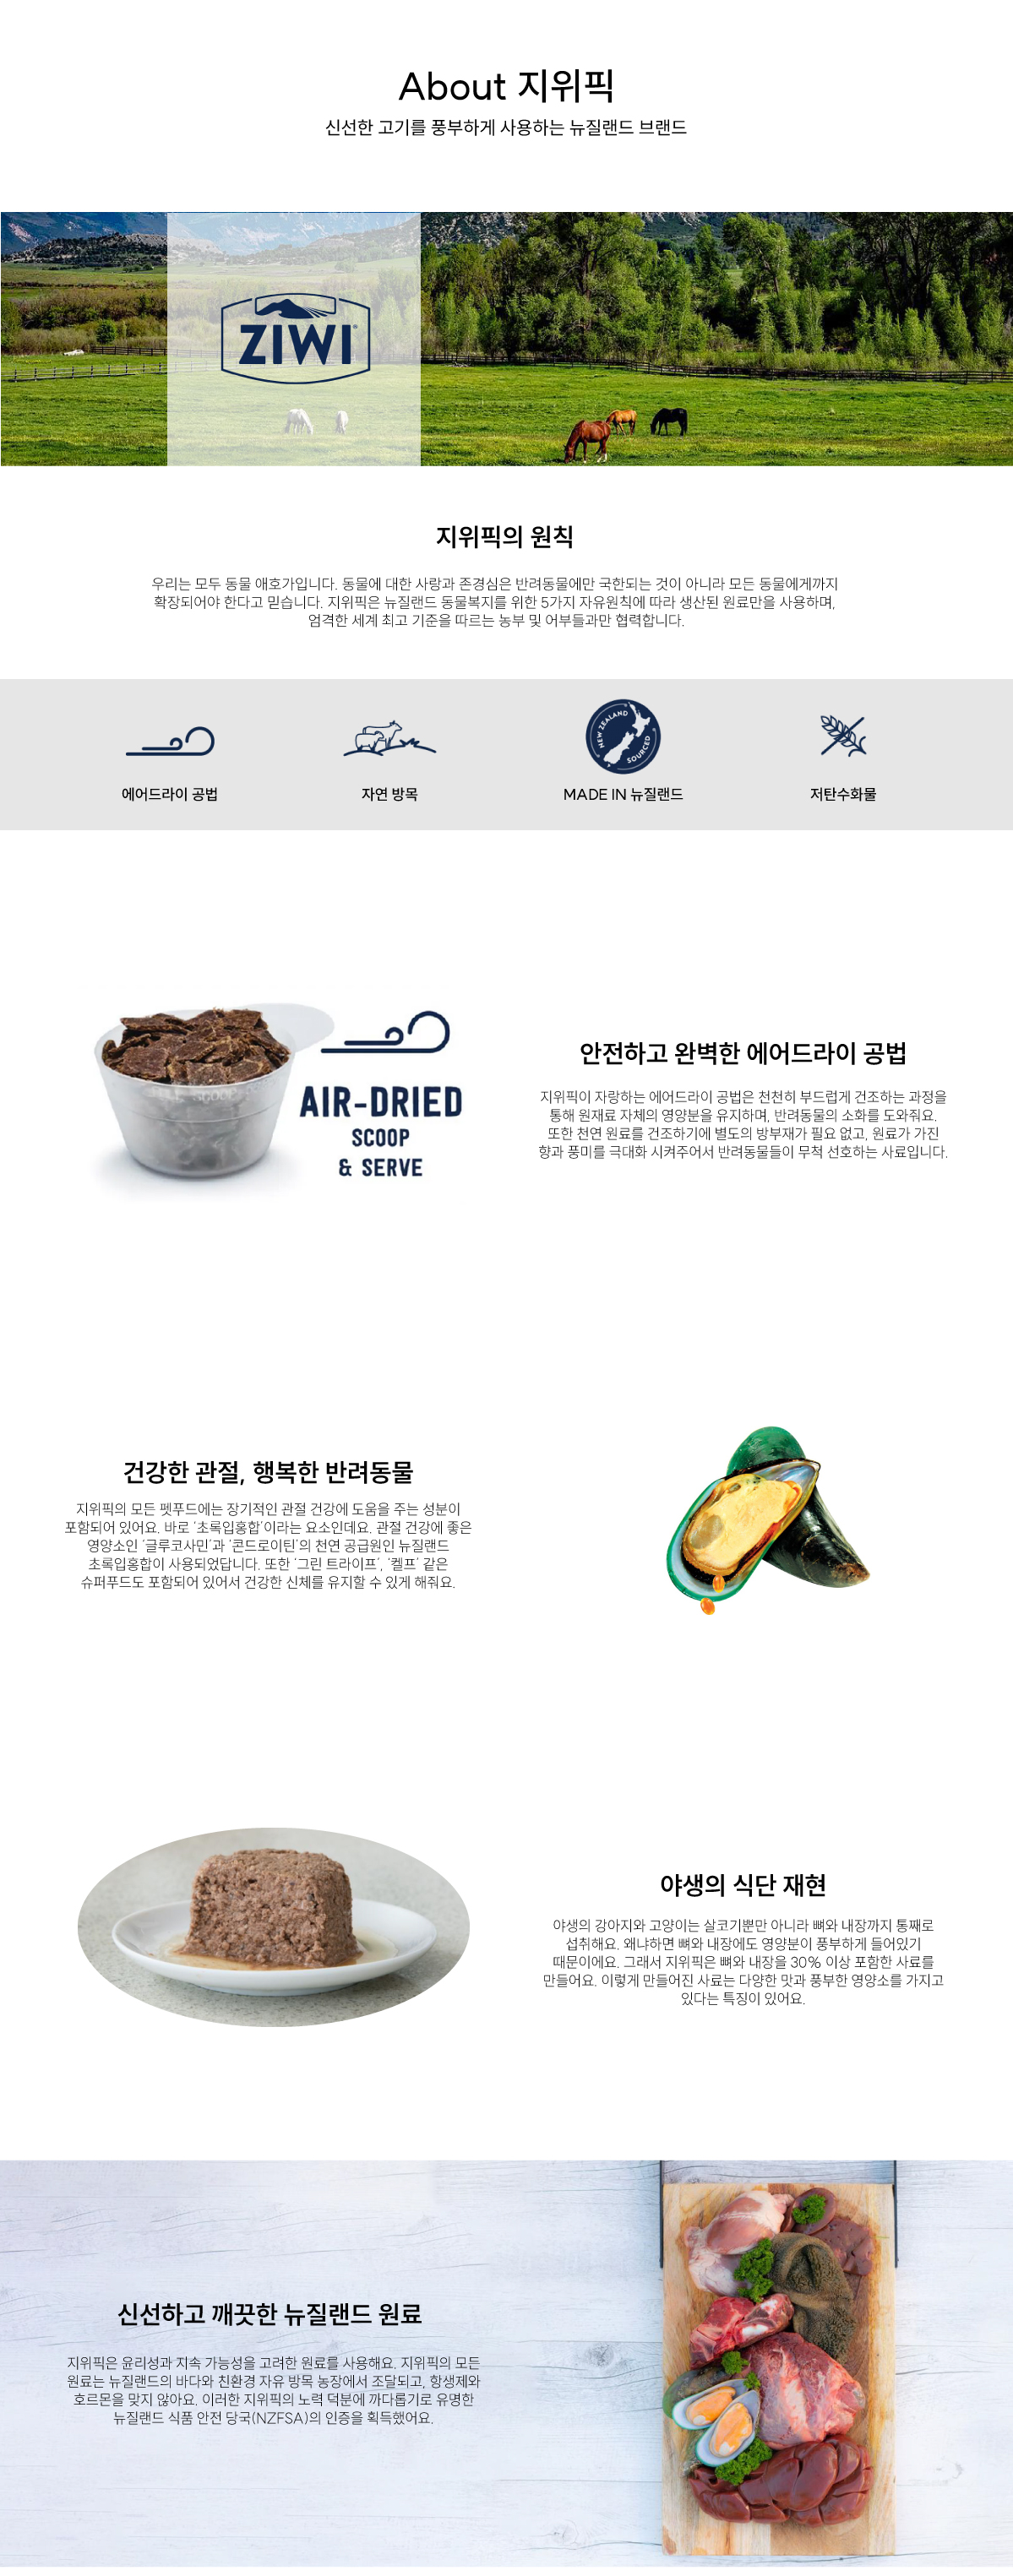 About 지위픽
신선한 고기를 풍부하게 사용하는 뉴질랜드 브랜드
ZIWI®
지위픽의 원칙
우리는 모두 동물 애호가입니다. 동물에 대한 사랑과 존경심은 반려동물에만 국한되는 것이 아니라 모든 동물에게까지
확장되어야 한다고 믿습니다. 지위픽은 뉴질랜드 동물복지를 위한 5가지 자유원칙에 따라 생산된 원료만을 사용하며,
엄격한 세계 최고 기준을 따르는 농부 및 어부들과만 협력합니다.
NEW ZEALAND
SOURCED
에어드라이 공법
자연 방목
MADE IN 뉴질랜드
저탄수화물
AIR-DRIED
SCOOP
& SERVE
안전하고 완벽한 에어드라이 공법
지위픽이 자랑하는 에어드라이 공법은 천천히 부드럽게 건조하는 과정을
통해 원재료 자체의 영양분을 유지하며, 반려동물의 소화를 도와줘요.
또한 천연 원료를 건조하기에 별도의 방부재가 필요 없고, 원료가 가진
향과 풍미를 극대화 시켜주어서 반려동물들이 무척 선호하는 사료입니다.
건강한 관절, 행복한 반려동물
지위픽의 모든 펫푸드에는 장기적인 관절 건강에 도움을 주는 성분이
포함되어 있어요. 바로 '초록입홍합'이라는 요소인데요. 관절 건강에 좋은
영양소인 '글루코사민'과 '콘드로이틴'의 천연 공급원인 뉴질랜드
초록입홍합이 사용되었답니다. 또한 '그린 트라이프', '켈프' 같은
슈퍼푸드도 포함되어 있어서 건강한 신체를 유지할 수 있게 해줘요.
야생의 식단 재현
야생의 강아지와 고양이는 살코기뿐만 아니라 뼈와 내장까지 통째로
섭취해요. 왜냐하면 뼈와 내장에도 영양분이 풍부하게 들어있기
때문이에요. 그래서 지위픽은 뼈와 내장을 30% 이상 포함한 사료를
만들어요. 이렇게 만들어진 사료는 다양한 맛과 풍부한 영양소를 가지고
있다는 특징이 있어요.
신선하고 깨끗한 뉴질랜드 원료
지위픽은 윤리성과 지속 가능성을 고려한 원료를 사용해요. 지위픽의 모든
원료는 뉴질랜드의 바다와 친환경 자유 방목 농장에서 조달되고, 항생제와
호르몬을 맞지 않아요. 이러한 지위픽의 노력 덕분에 까다롭기로 유명한
뉴질랜드 식품 안전 당국(NZFSA)의 인증을 획득했어요.